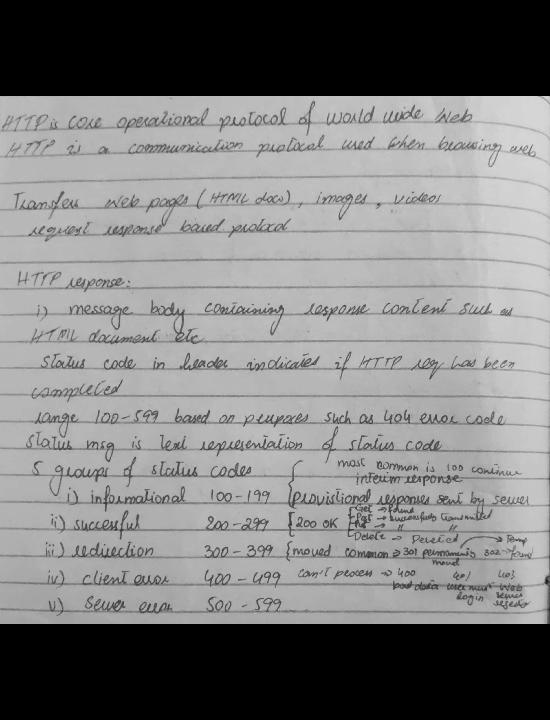 HTTP is core operational protocol of world wide Web
HTTP is a communication protocol used when browsing web
Transfers web pages (HTML docs), images, videos
request response based protocol
HTTP response:
i) message body containing response content such as
HTML document etc
status code in header indicates if HTTP req has been
completed
range 100-599 based on purposes such as 404 error code
status msg is text representation of status code
5 groups of status codes
most common is 100 continue
interim response
i) informational 100-199 provistional responses sent by server
ii) succesful 200-299 200 OK
Get → found
Post → successfully transmitted
"
Delete → Deleted
iii) redirection 300-399 moved common → 301 permanently moved 302 → found
Temp
iv) client error 400-499 can't process → 400 401 403
bad data user must login
Web server
v) Server error 500-599